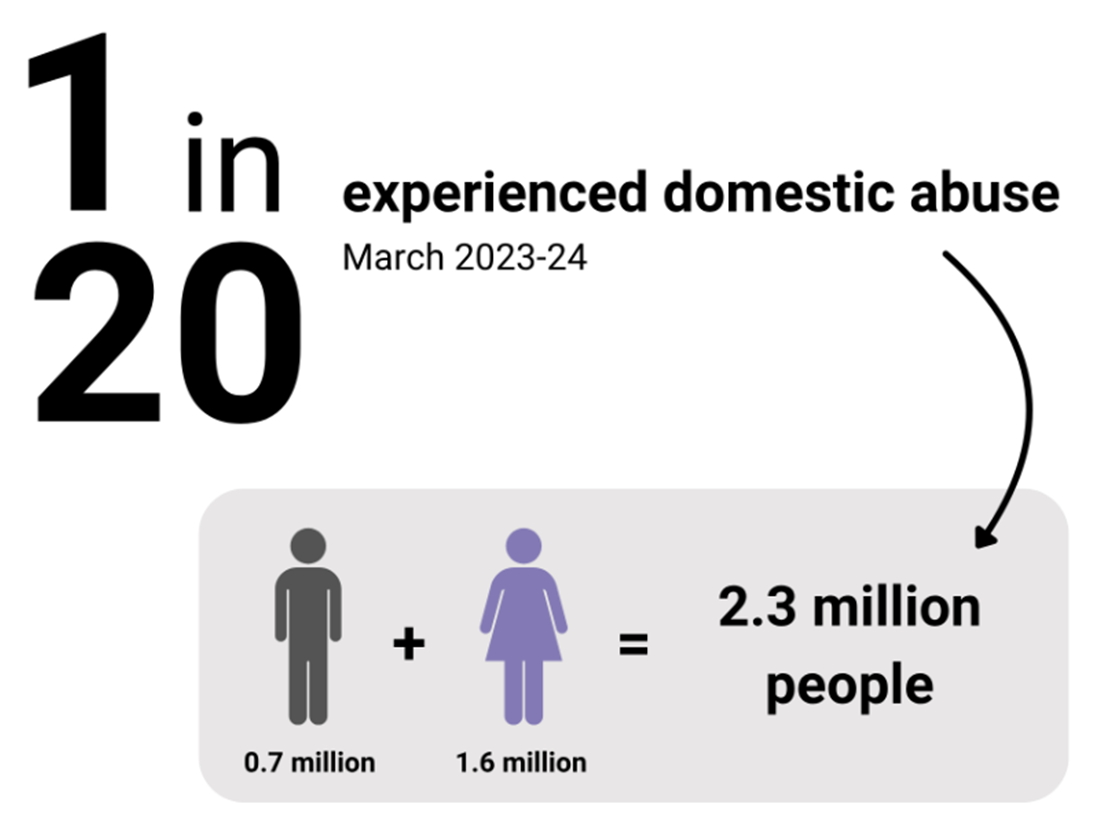 1 in
20
experienced domestic abuse
March 2023-24
+
=
2.3 million
people
0.7 million
1.6 million